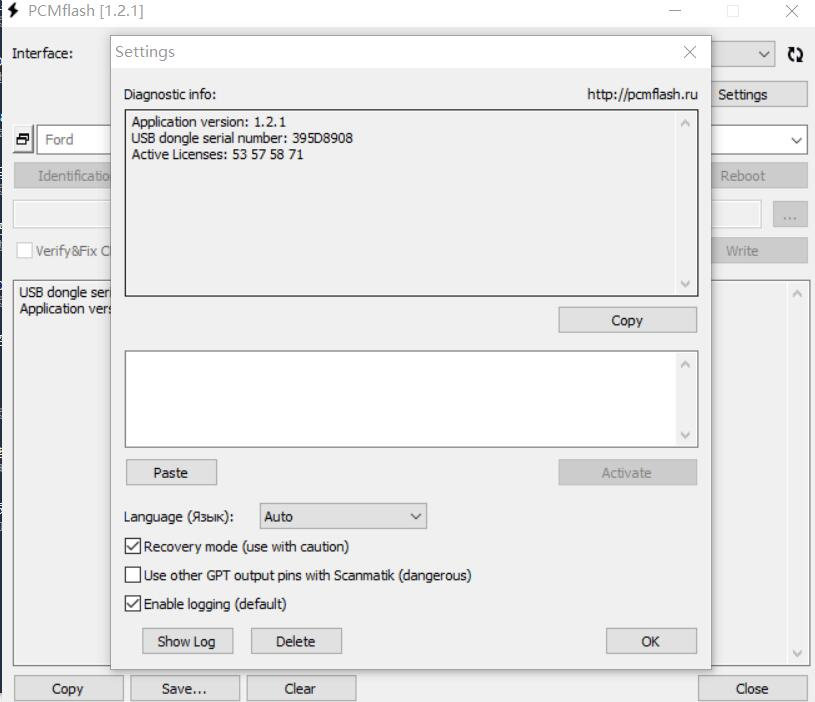 PCMflash [1.2.1]
Interface:
Settings
Diagnostic info:
http://pcmflash.ru
Settings
Application version: 1.2.1
USB dongle serial number: 395D8908
Active Licenses: 53 57 58 71
Ford
Identificatio
Reboot
...
Verify&Fix C
Write
USB dongle ser
Application vers
Copy
Paste
Activate
Language (Язык):
Auto
Recovery mode (use with caution)
Use other GPT output pins with Scanmatik (dangerous)
Enable logging (default)
Show Log
Delete
OK
Copy
Save...
Clear
Close